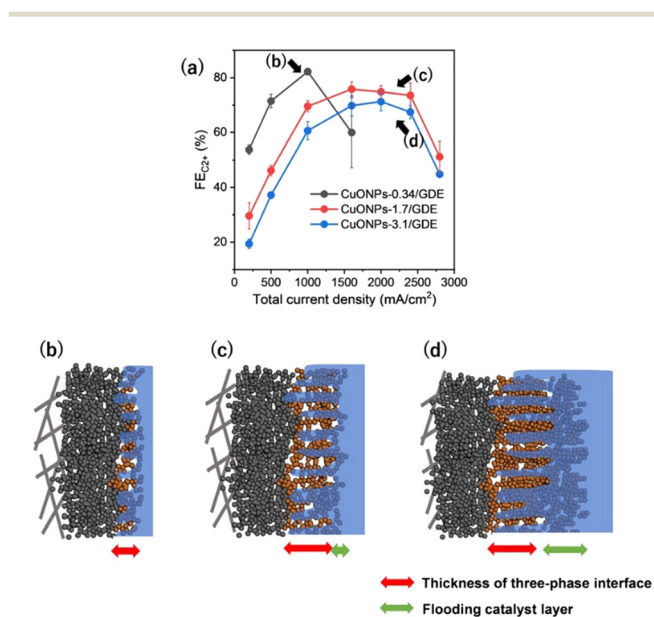 (a)
(b)
(c)
(d)
80
60
40
20
FEC2+ (%)
CuONPs-0.34/GDE
CuONPs-1.7/GDE
CuONPs-3.1/GDE
0 500 1000 1500 2000 2500 3000
Total current density (mA/cm²)
(b) (c) (d)
Thickness of three-phase interface
Flooding catalyst layer